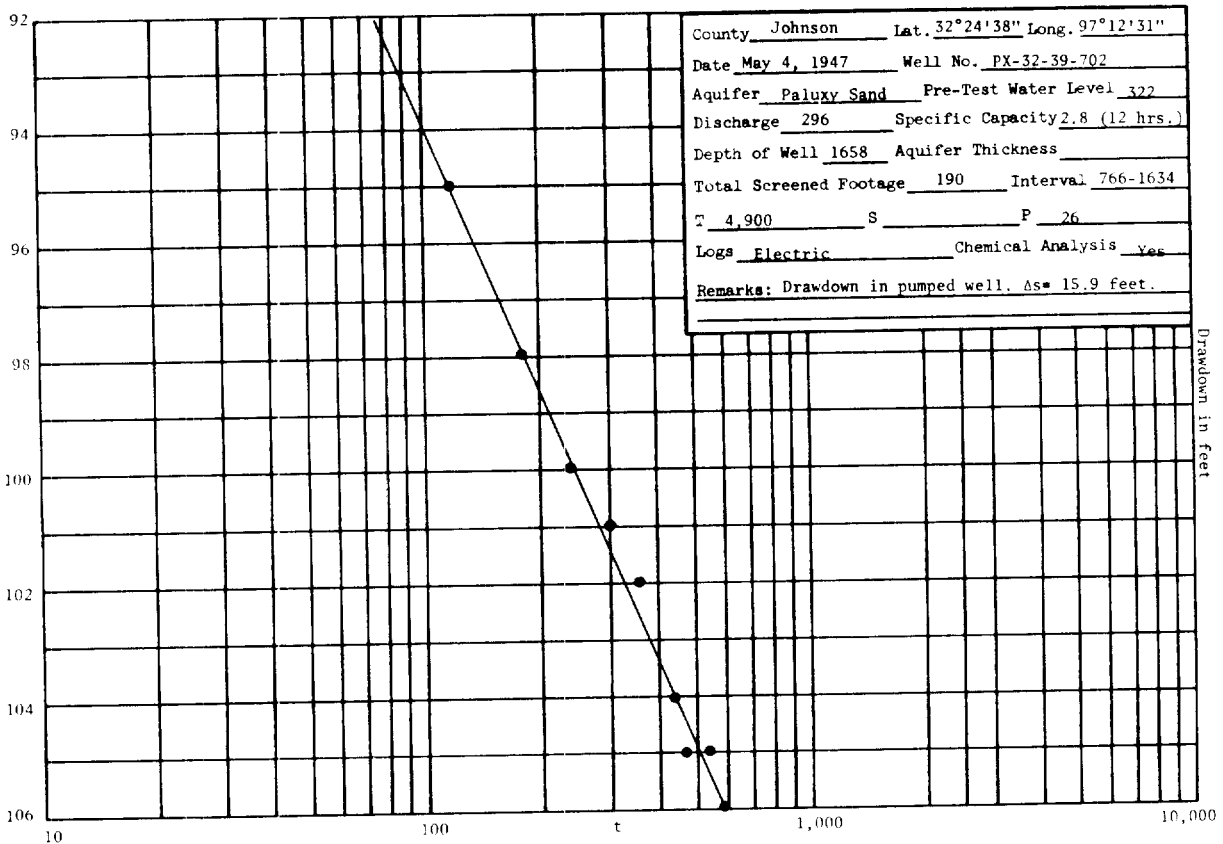 County Johnson Lat. 32°24'38" Long. 97°12'31"
Date May 4, 1947 Well No. PX-32-39-702
Aquifer Paluxy Sand Pre-Test Water Level 322
Discharge 296 Specific Capacity 2.8 (12 hrs.)
Depth of Well 1658 Aquifer Thickness
Total Screened Footage 190 Interval 766-1634
T 4,900 S P 26
Logs Electric Chemical Analysis Yes
Remarks: Drawdown in pumped well. Δs= 15.9 feet.
92
94
96
98
100
102
104
106
Drawdown in feet
10
100
t
1,000
10,000